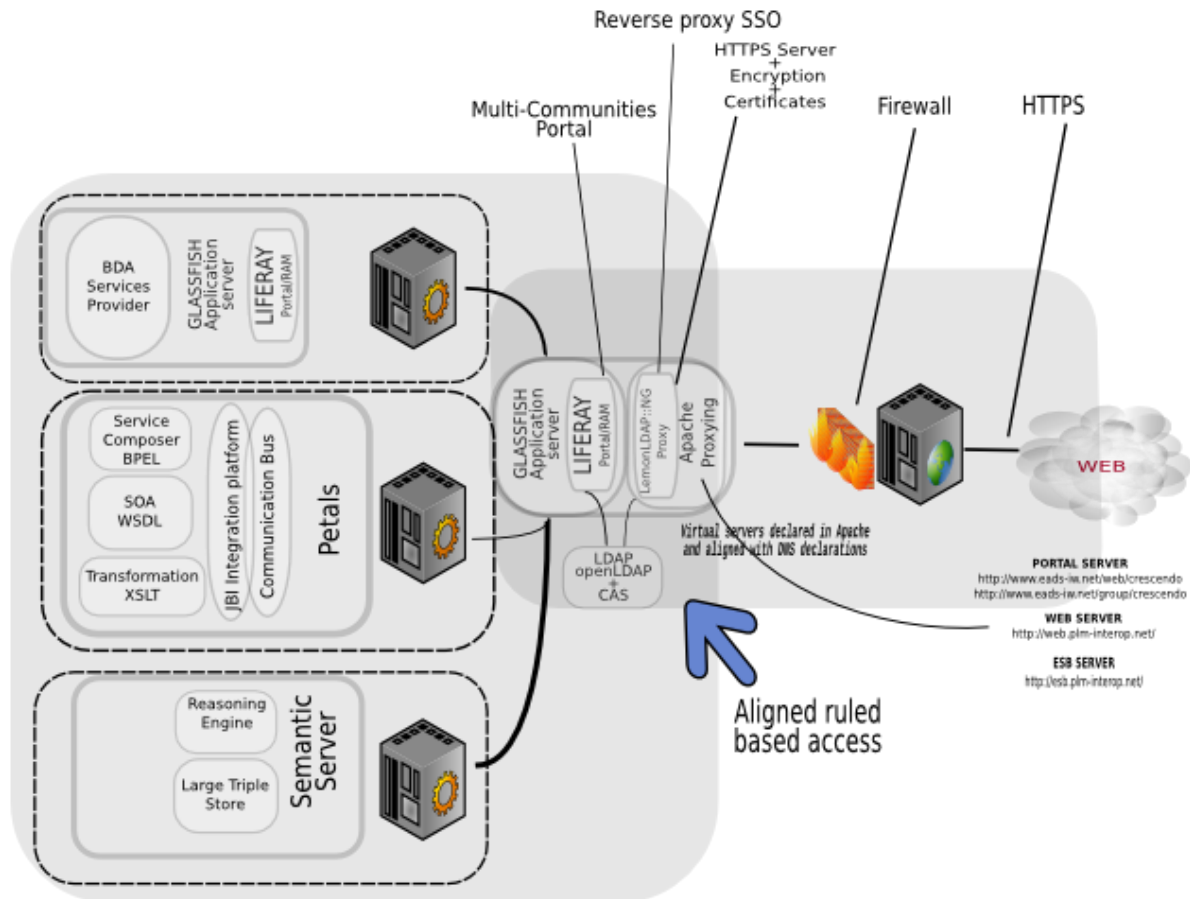 Reverse proxy SSO
HTTPS Server
+
Encryption
+
Certificates
Multi-Communities
Portal
Firewall
HTTPS
BDA
Services
Provider
GLASSFISH
Application
server
LIFERAY
Portal/RAM
Service
Composer
BPEL
SOA
WSDL
Transformation
XSLT
JBI Integration platform
Communication Bus
Petals
GLASSFISH
Application
server
LIFERAY
Portal/RAM
LemonLDAP::NG
Proxy
Apache
Proxying
WEB
LDAP
openLDAP
+
CAS
Virtual servers declared in Apache
and aligned with DNS declarations
PORTAL SERVER
http://www.eads-iw.net/web/crescendo
http://www.eads-iw.net/group/crescendo
WEB SERVER
http://web.plm-interop.net/
ESB SERVER
http://esb.plm-interop.net/
Reasoning
Engine
Large Triple
Store
Semantic
Server
Aligned ruled
based access